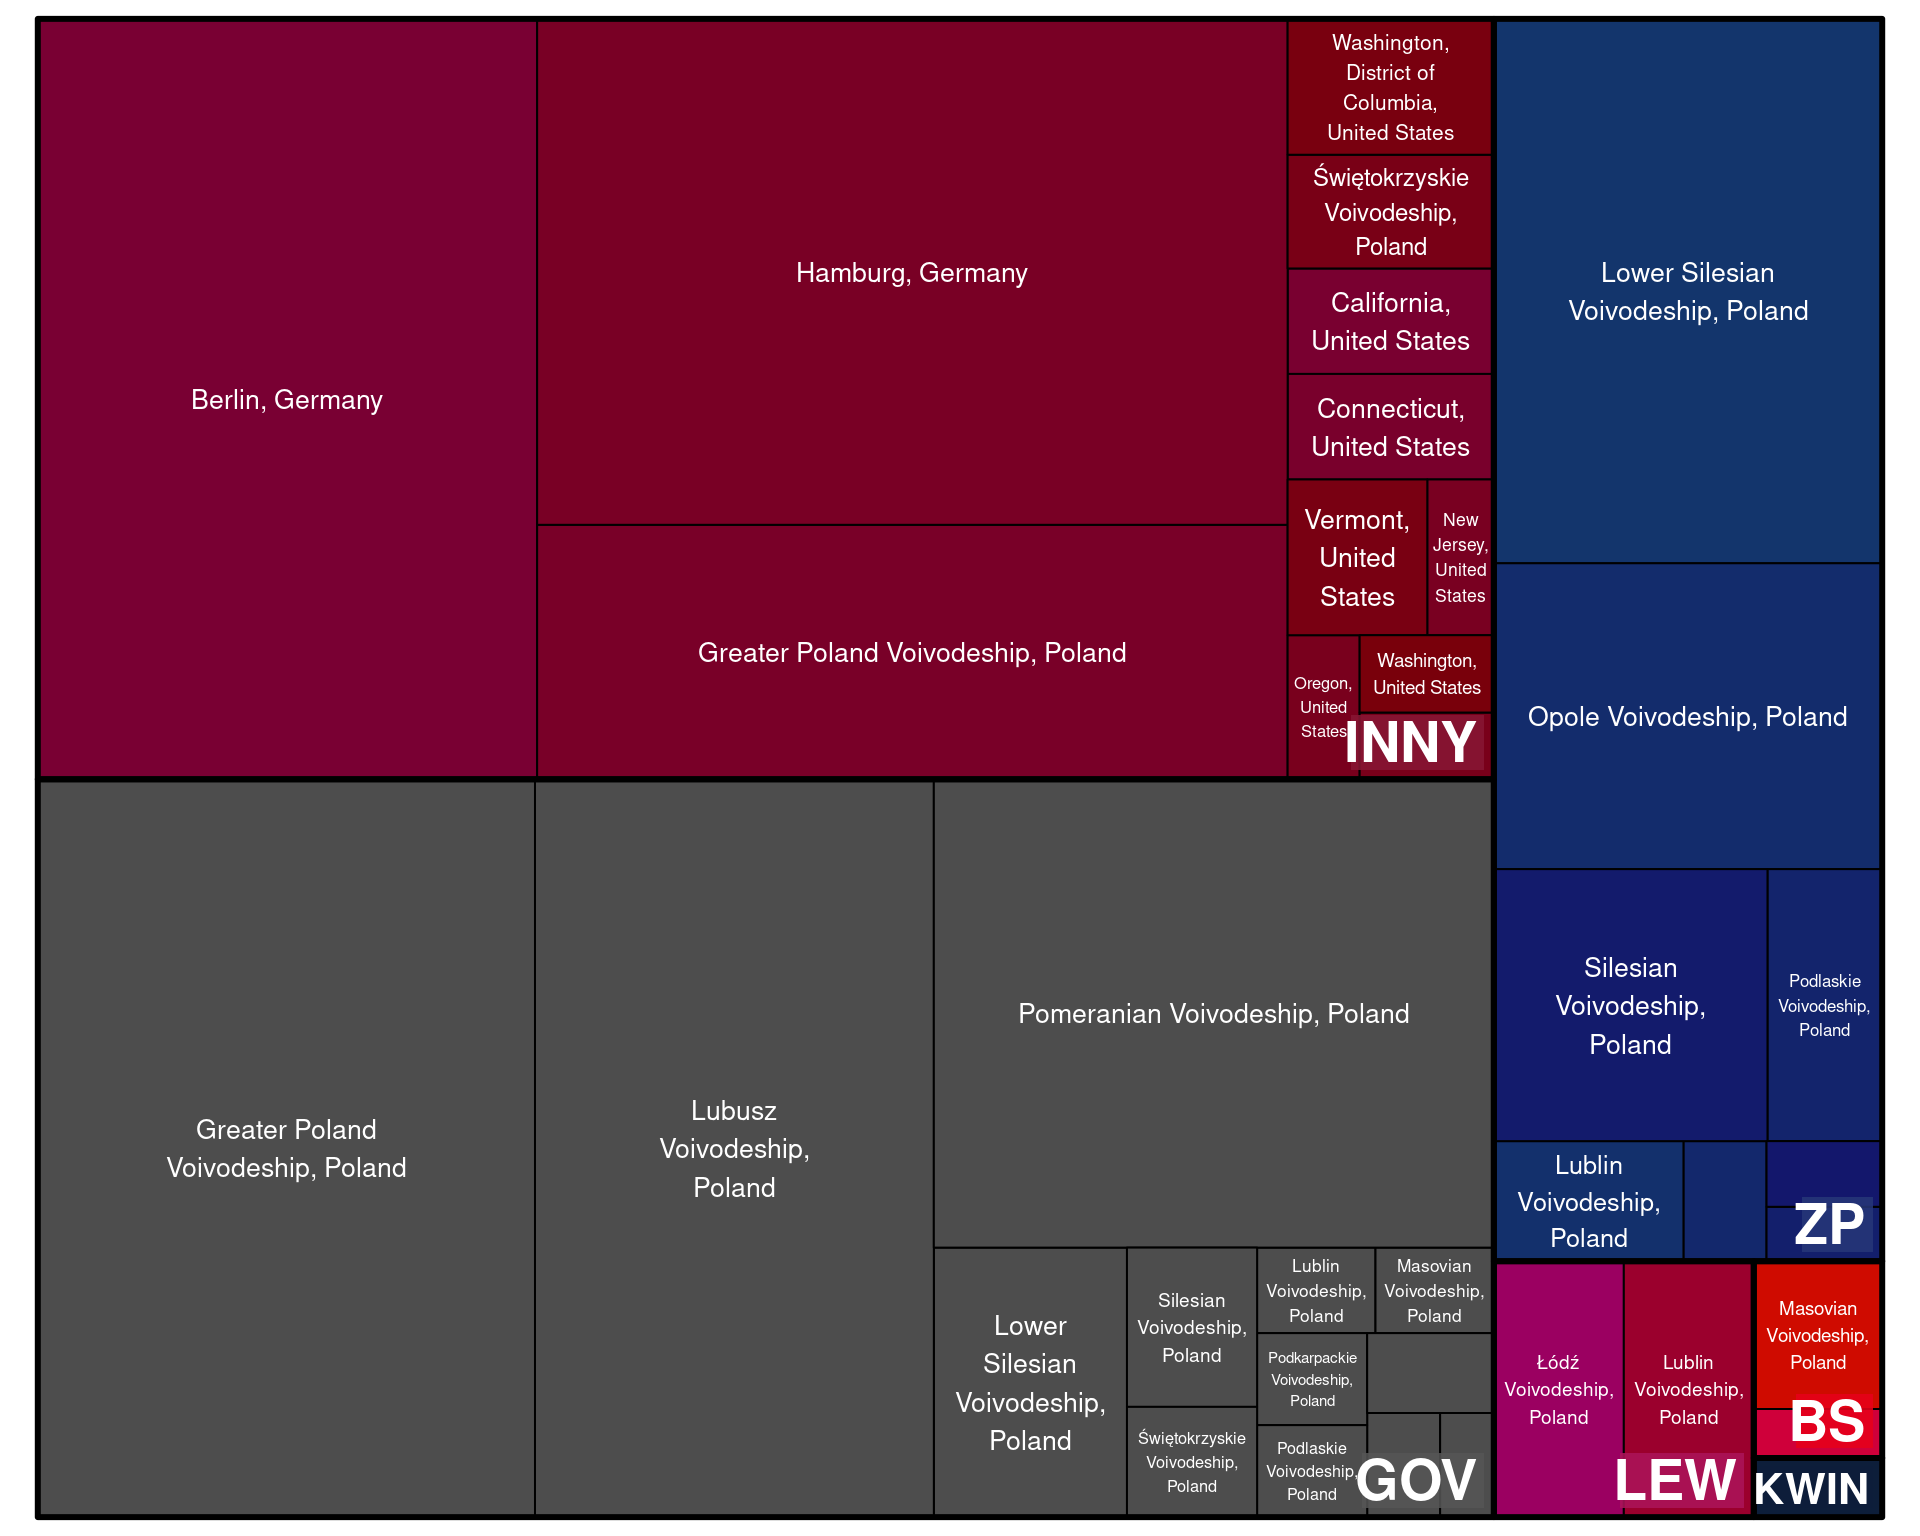 Berlin, Germany
Hamburg, Germany
Greater Poland Voivodeship, Poland
Washington,
District of
Columbia,
United States
Świętokrzyskie
Voivodeship,
Poland
California,
United States
Connecticut,
United States
Vermont,
United
States
New
Jersey,
United
States
Oregon,
United
States
Washington,
United States
INNY
Greater Poland
Voivodeship, Poland
Lubusz
Voivodeship,
Poland
Pomeranian Voivodeship, Poland
Lower
Silesian
Voivodeship,
Poland
Silesian
Voivodeship,
Poland
Świętokrzyskie
Voivodeship,
Poland
Lublin
Voivodeship,
Poland
Masovian
Voivodeship,
Poland
Podkarpackie
Voivodeship,
Poland
Podlaskie
Voivodeship,
Poland
GOV
Lower Silesian
Voivodeship, Poland
Opole Voivodeship, Poland
Silesian
Voivodeship,
Poland
Podlaskie
Voivodeship,
Poland
Lublin
Voivodeship,
Poland
ZP
Łódź
Voivodeship,
Poland
Lublin
Voivodeship,
Poland
LEW
Masovian
Voivodeship,
Poland
BS
KWIN